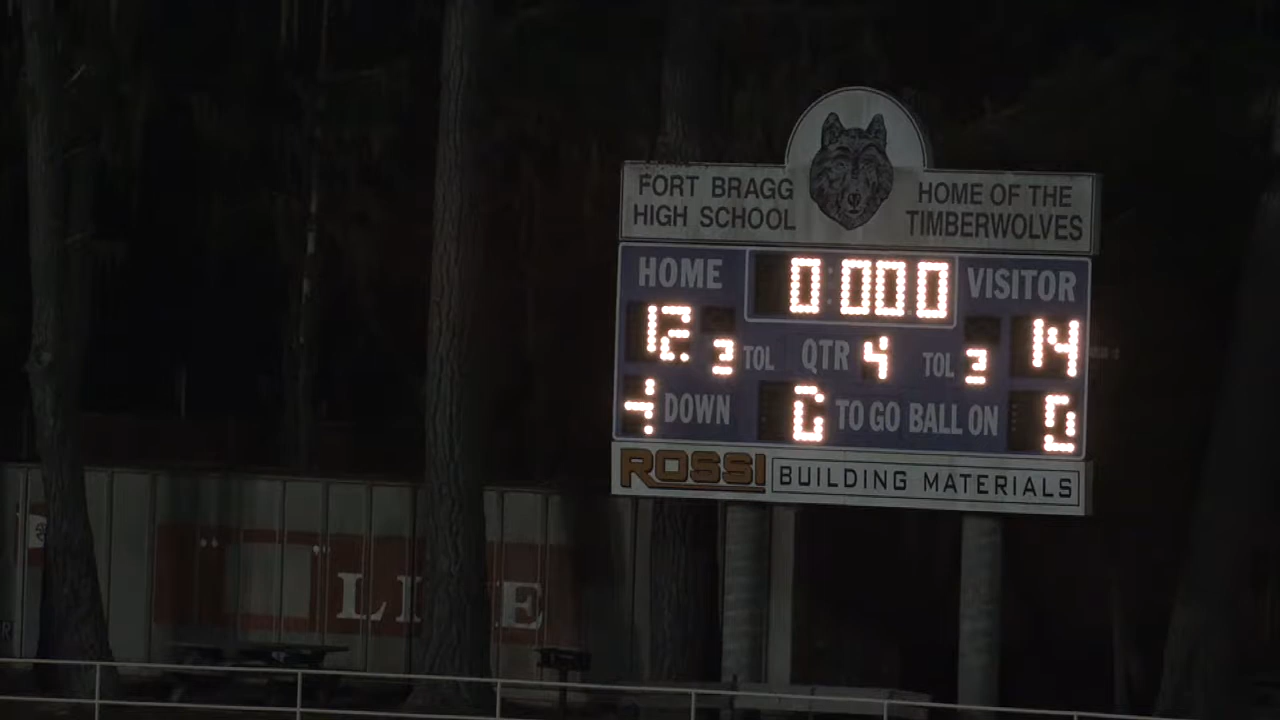 FORT BRAGG
HIGH SCHOOL
HOME OF THE
TIMBERWOLVES
HOME 0:00.0 VISITOR
12 3 TOL QTR 4 TOL 3 14
4 DOWN TO GO BALL ON
ROSSI BUILDING MATERIALS